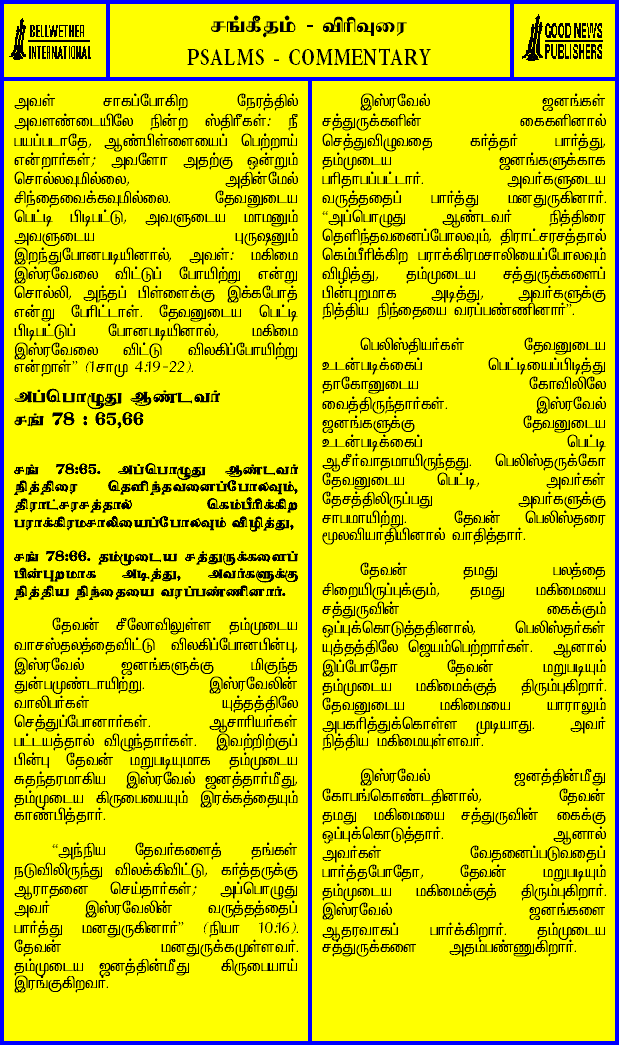 BELLWETHER
INTERNATIONAL
சங்கீதம் - விரிவுரை
PSALMS - COMMENTARY
GOOD NEWS
PUBLISHERS
அவள் சாகப்போகிற நேரத்தில்
அவளண்டையிலே நின்ற ஸ்திரீகள்: நீ
பயப்படாதே, ஆண்பிள்ளையைப் பெற்றாய்
என்றார்கள்; அவளோ அதற்கு ஒன்றும்
சொல்லவுமில்லை, அதின்மேல்
சிந்தைவைக்கவுமில்லை. தேவனுடைய
பெட்டி பிடிபட்டு, அவளுடைய மாமனும்
அவளுடைய புருஷனும்
இறந்துபோனபடியினால், அவள்: மகிமை
இஸ்ரவேலை விட்டுப் போயிற்று என்று
சொல்லி, அந்தப் பிள்ளைக்கு இக்கபோத்
என்று பேரிட்டாள். தேவனுடைய பெட்டி
பிடிபட்டுப் போனபடியினால், மகிமை
இஸ்ரவேலை விட்டு விலகிப்போயிற்று
என்றாள்” (1சாமு 4:19-22).
அப்பொழுது ஆண்டவர்
சங் 78 : 65,66
சங் 78:65. அப்பொழுது ஆண்டவர்
நித்திரை தெளிந்தவனைப்போலவும்,
திராட்சரசத்தால் கெம்பீரிக்கிற
பராக்கிரமசாலியைப்போலவும் விழித்து,
சங் 78:66. தம்முடைய சத்துருக்களைப்
பின்புறமாக அடித்து, அவர்களுக்கு
நித்திய நிந்தையை வரப்பண்ணினார்.
தேவன் சீலோவிலுள்ள தம்முடைய
வாசஸ்தலத்தைவிட்டு விலகிப்போனபின்பு,
இஸ்ரவேல் ஜனங்களுக்கு மிகுந்த
துன்பமுண்டாயிற்று. இஸ்ரவேலின்
வாலிபர்கள் யுத்தத்திலே
செத்துப்போனார்கள். ஆசாரியர்கள்
பட்டயத்தால் விழுந்தார்கள். இவற்றிற்குப்
பின்பு தேவன் மறுபடியுமாக தம்முடைய
சுதந்தரமாகிய இஸ்ரவேல் ஜனத்தார்மீது,
தம்முடைய கிருபையையும் இரக்கத்தையும்
காண்பித்தார்.
“அந்நிய தேவர்களைத் தங்கள்
நடுவிலிருந்து விலக்கிவிட்டு, கர்த்தருக்கு
ஆராதனை செய்தார்கள்; அப்பொழுது
அவர் இஸ்ரவேலின் வருத்தத்தைப்
பார்த்து மனதுருகினார்” (நியா 10:16).
தேவன் மனதுருக்கமுள்ளவர்.
தம்முடைய ஜனத்தின்மீது கிருபையாய்
இரங்குகிறவர்.
இஸ்ரவேல் ஜனங்கள்
சத்துருக்களின் கைகளினால்
செத்துவிழுவதை கர்த்தர் பார்த்து,
தம்முடைய ஜனங்களுக்காக
பரிதாபப்பட்டார். அவர்களுடைய
வருத்ததைப் பார்த்து மனதுருகினார்.
“அப்பொழுது ஆண்டவர் நித்திரை
தெளிந்தவனைப்போலவும், திராட்சரசத்தால்
கெம்பீரிக்கிற பராக்கிரமசாலியைப்போலவும்
விழித்து, தம்முடைய சத்துருக்களைப்
பின்புறமாக அடித்து, அவர்களுக்கு
நித்திய நிந்தையை வரப்பண்ணினார்”.
பெலிஸ்தியர்கள் தேவனுடைய
உடன்படிக்கைப் பெட்டியைப்பிடித்து
தாகோனுடைய கோவிலிலே
வைத்திருந்தார்கள். இஸ்ரவேல்
ஜனங்களுக்கு தேவனுடைய
உடன்படிக்கைப் பெட்டி
ஆசீர்வாதமாயிருந்தது. பெலிஸ்தருக்கோ
தேவனுடைய பெட்டி, அவர்கள்
தேசத்திலிருப்பது அவர்களுக்கு
சாபமாயிற்று. தேவன் பெலிஸ்தரை
மூலவியாதியினால் வாதித்தார்.
தேவன் தமது பலத்தை
சிறையிருப்புக்கும், தமது மகிமையை
சத்துருவின் கைக்கும்
ஒப்புக்கொடுத்ததினால், பெலிஸ்தர்கள்
யுத்தத்திலே ஜெயம்பெற்றார்கள். ஆனால்
இப்போதோ தேவன் மறுபடியும்
தம்முடைய மகிமைக்குத் திரும்புகிறார்.
தேவனுடைய மகிமையை யாராலும்
அபகரித்துக்கொள்ள முடியாது. அவர்
நித்திய மகிமையுள்ளவர்.
இஸ்ரவேல் ஜனத்தின்மீது
கோபங்கொண்டதினால், தேவன்
தமது மகிமையை சத்துருவின் கைக்கு
ஒப்புக்கொடுத்தார். ஆனால்
அவர்கள் வேதனைப்படுவதைப்
பார்த்தபோதோ, தேவன் மறுபடியும்
தம்முடைய மகிமைக்குத் திரும்புகிறார்.
இஸ்ரவேல் ஜனங்களை
ஆதரவாகப் பார்க்கிறார். தம்முடைய
சத்துருக்களை அதம்பண்ணுகிறார்.